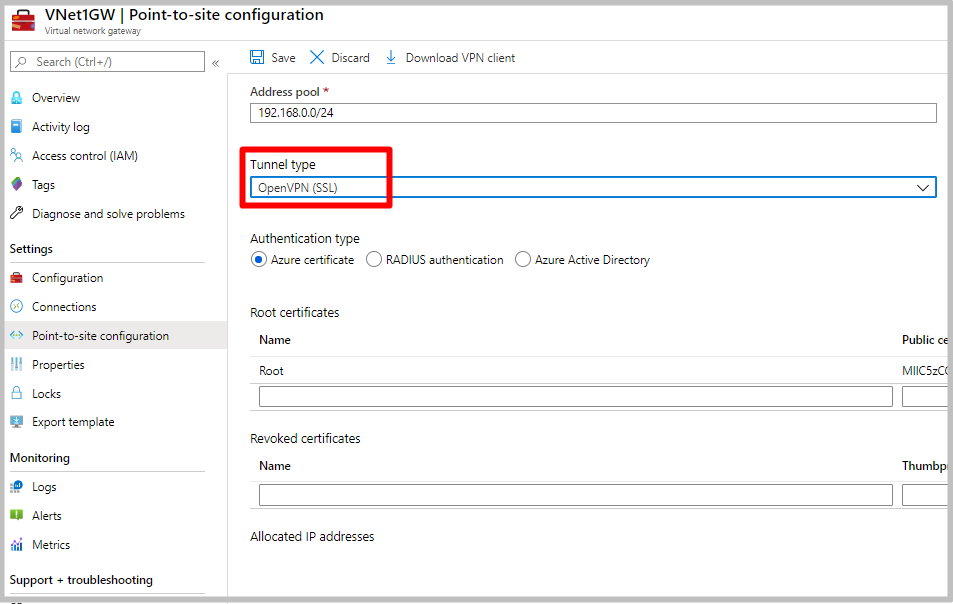 VNet1GW | Point-to-site configuration
Virtual network gateway
Search (Ctrl+/)
«
Overview
Activity log
Access control (IAM)
Tags
Diagnose and solve problems
Settings
Configuration
Connections
Point-to-site configuration
Properties
Locks
Export template
Monitoring
Logs
Alerts
Metrics
Support + troubleshooting
Save Discard Download VPN client
Address pool *
192.168.0.0/24
Tunnel type
OpenVPN (SSL)
Authentication type
Azure certificate RADIUS authentication Azure Active Directory
Root certificates
Name Public ce
Root MIIC5zCC
Revoked certificates
Name Thumbpr
Allocated IP addresses